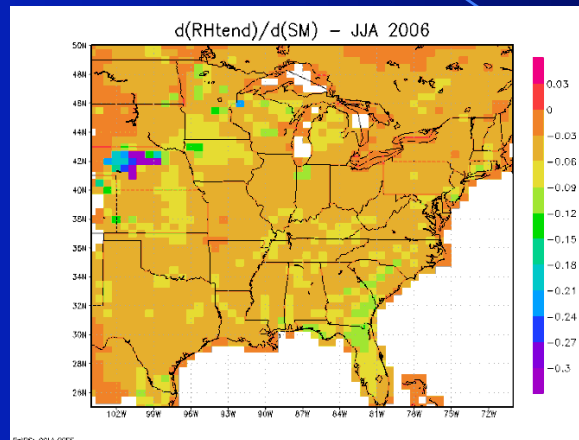 d(RHtend)/d(SM) - JJA 2006
50N
48N
46N
44N
42N
40N
38N
36N
34N
32N
30N
28N
26N
102W 99W 96W 93W 90W 87W 84W 81W 78W 75W 72W
0.03
0
-0.03
-0.06
-0.09
-0.12
-0.15
-0.18
-0.21
-0.24
-0.27
-0.3